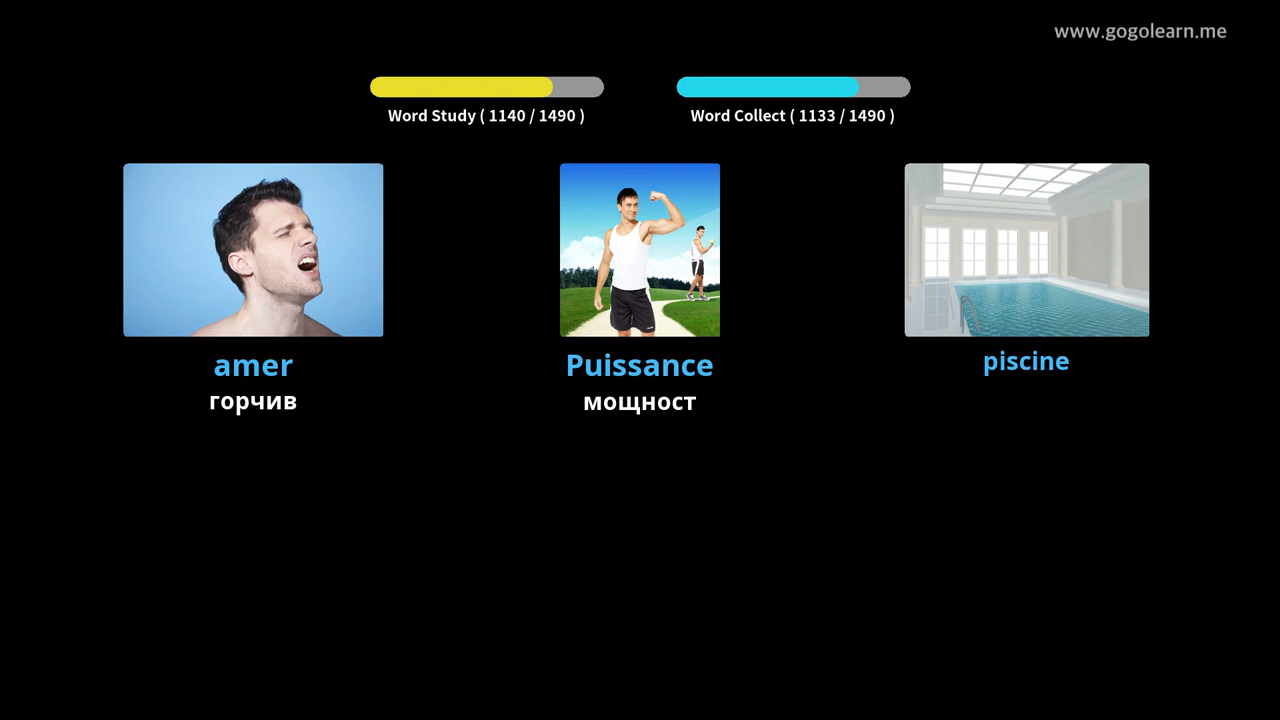 www.gogolearn.me
Word Study ( 1140 / 1490 )
Word Collect ( 1133 / 1490 )
amer
Puissance
piscine
горчив
мощност